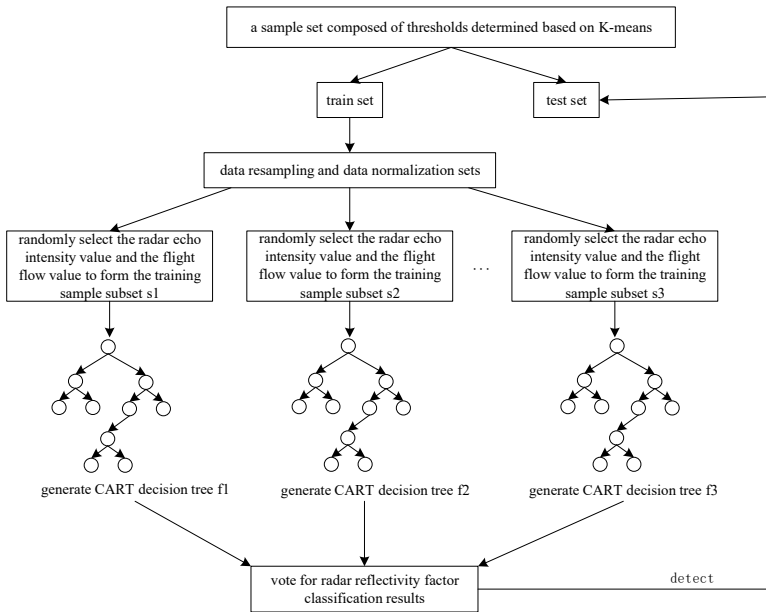 a sample set composed of thresholds determined based on K-means
train set
test set
data resampling and data normalization sets
randomly select the radar echo
intensity value and the flight
flow value to form the training
sample subset s1
randomly select the radar echo
intensity value and the flight
flow value to form the training
sample subset s2
...
randomly select the radar echo
intensity value and the flight
flow value to form the training
sample subset s3
generate CART decision tree f1
generate CART decision tree f2
generate CART decision tree f3
vote for radar reflectivity factor
classification results
detect